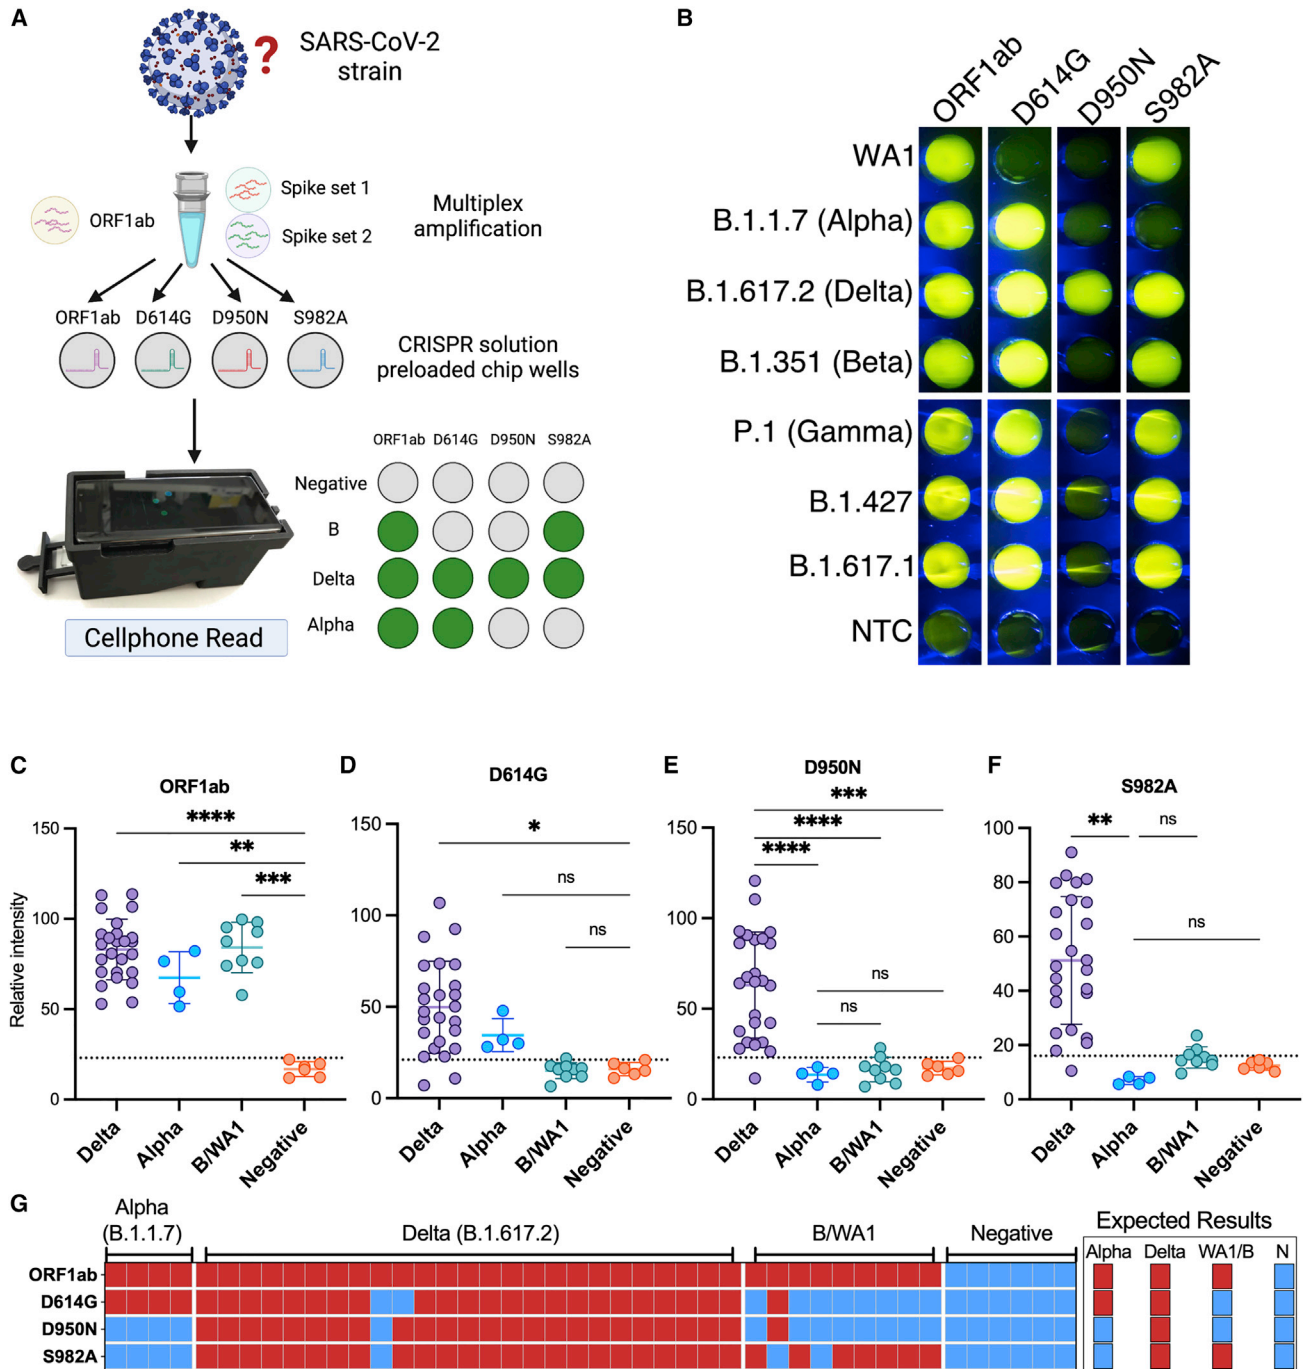 A
?
SARS-CoV-2
strain
ORF1ab
Spike set 1
Spike set 2
Multiplex
amplification
ORF1ab D614G D950N S982A
CRISPR solution
preloaded chip wells
ORF1ab D614G D950N S982A
Negative
B
Delta
Alpha
Cellphone Read
B
ORF1ab D614G D950N S982A
WA1
B.1.1.7 (Alpha)
B.1.617.2 (Delta)
B.1.351 (Beta)
P.1 (Gamma)
B.1.427
B.1.617.1
NTC
C
ORF1ab
****
**
***
Relative intensity
150
100
50
0
Delta Alpha B/WA1 Negative
D
D614G
*
ns
ns
150
100
50
0
Delta Alpha B/WA1 Negative
E
D950N
***
****
****
ns
ns
150
100
50
0
Delta Alpha B/WA1 Negative
F
S982A
** ns
ns
100
80
60
40
20
0
Delta Alpha B/WA1 Negative
G
Alpha
(B.1.1.7)
Delta (B.1.617.2)
B/WA1
Negative
ORF1ab
D614G
D950N
S982A
Expected Results
Alpha Delta WA1/B N